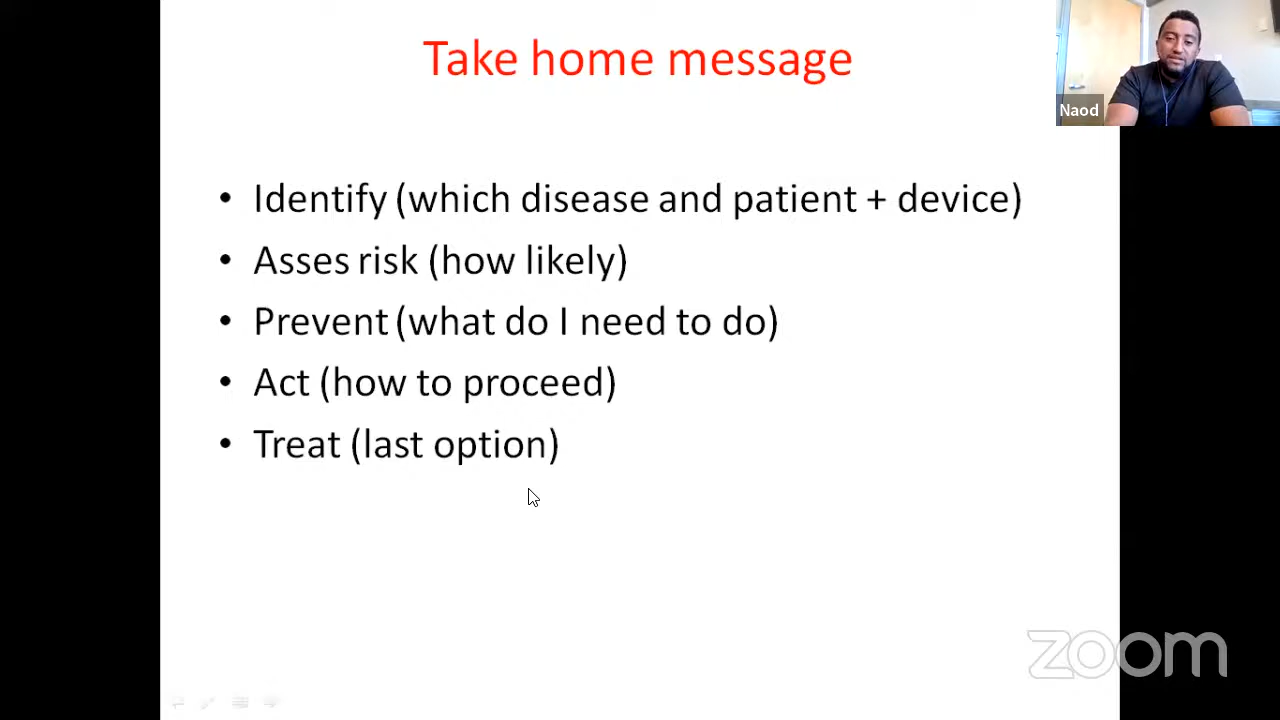 Take home message
Naod
• Identify (which disease and patient + device)
• Asses risk (how likely)
• Prevent (what do I need to do)
• Act (how to proceed)
• Treat (last option)
zoom